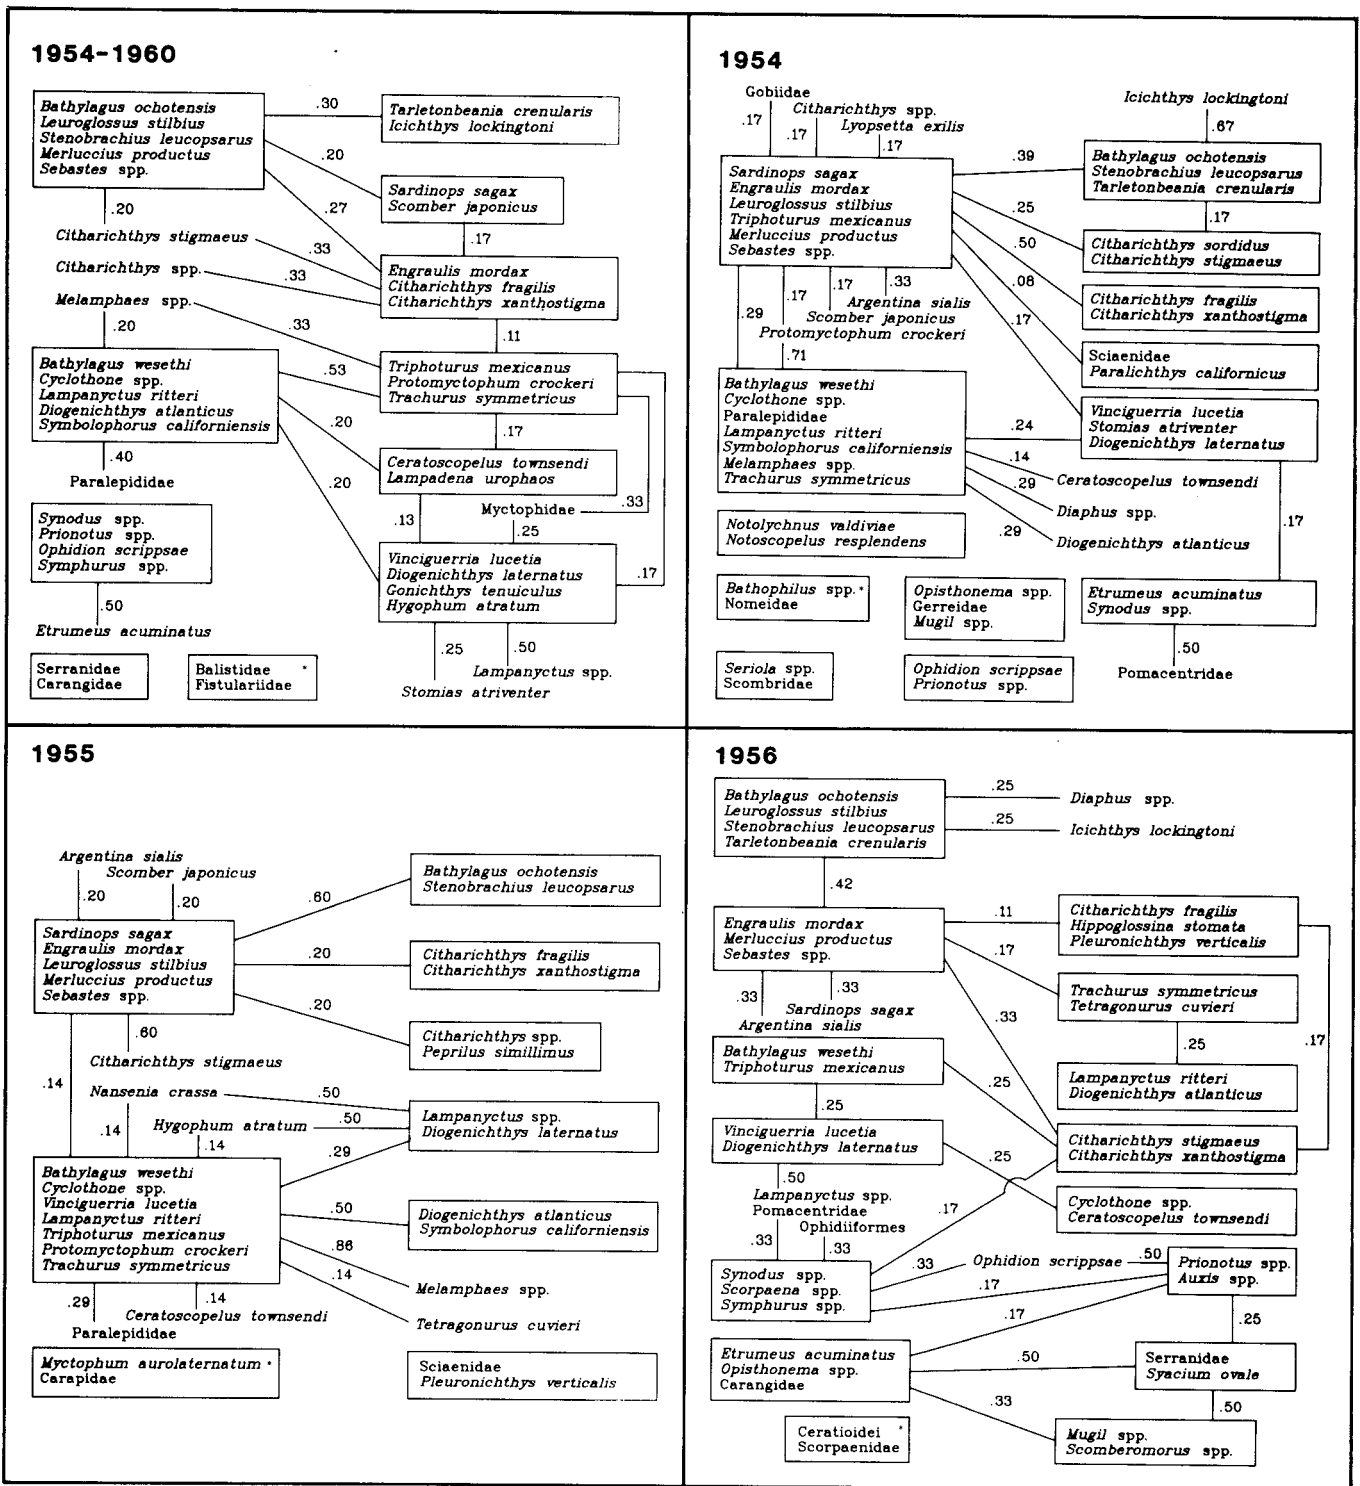 1954-1960
Bathylagus ochotensis
Leuroglossus stilbius
Stenobrachius leucopsarus
Merluccius productus
Sebastes spp.
.30
Tarletonbeania crenularis
Icichthys lockingtoni
.20
Sardinops sagax
Scomber japonicus
.20
.27
.17
Citharichthys stigmaeus
.33
Citharichthys spp.
.33
Engraulis mordax
Citharichthys fragilis
Citharichthys xanthostigma
Melamphaes spp.
.20
.33
.11
Bathylagus wesethi
Cyclothone spp.
Lampanyctus ritteri
Diogenichthys atlanticus
Symbolophorus californiensis
.53
Triphoturus mexicanus
Protomyctophum crockeri
Trachurus symmetricus
.20
.17
.40
Paralepididae
.20
Ceratoscopelus townsendi
Lampadena urophaos
Myctophidae
.33
.13
.25
Synodus spp.
Prionotus spp.
Ophidion scrippsae
Symphurus spp.
Vinciguerria lucetia
Diogenichthys laternatus
Gonichthys tenuiculus
Hygophum atratum
.17
.50
Etrumeus acuminatus
.25
.50
Lampanyctus spp.
Stomias atriventer
Serranidae
Carangidae
Balistidae *
Fistulariidae
1954
Gobiidae
Citharichthys spp.
Lyopsetta exilis
.17
.17
.17
Icichthys lockingtoni
.67
Sardinops sagax
Engraulis mordax
Leuroglossus stilbius
Triphoturus mexicanus
Merluccius productus
Sebastes spp.
.39
Bathylagus ochotensis
Stenobrachius leucopsarus
Tarletonbeania crenularis
.17
.25
Citharichthys sordidus
Citharichthys stigmaeus
.50
Citharichthys fragilis
Citharichthys xanthostigma
.08
Sciaenidae
Paralichthys californicus
.17
.29
.17
.17
.33
Argentina sialis
Scomber japonicus
Protomyctophum crockeri
.71
Bathylagus wesethi
Cyclothone spp.
Paralepididae
Lampanyctus ritteri
Symbolophorus californiensis
Melamphaes spp.
Trachurus symmetricus
.24
Vinciguerria lucetia
Stomias atriventer
Diogenichthys laternatus
.14
Ceratoscopelus townsendi
.29
Diaphus spp.
.29
Diogenichthys atlanticus
.17
Notolychnus valdiviae
Notoscopelus resplendens
Bathophilus spp. *
Nomeidae
Opisthonema spp.
Gerreidae
Mugil spp.
Etrumeus acuminatus
Synodus spp.
.50
Pomacentridae
Seriola spp.
Scombridae
Ophidion scrippsae
Prionotus spp.
1955
Argentina sialis
Scomber japonicus
.20
.20
Sardinops sagax
Engraulis mordax
Leuroglossus stilbius
Merluccius productus
Sebastes spp.
.60
Bathylagus ochotensis
Stenobrachius leucopsarus
.20
Citharichthys fragilis
Citharichthys xanthostigma
.20
Citharichthys spp.
Peprilus simillimus
.60
Citharichthys stigmaeus
.14
Nansenia crassa
.50
.14
Hygophum atratum
.50
.14
Lampanyctus spp.
Diogenichthys laternatus
.29
Bathylagus wesethi
Cyclothone spp.
Vinciguerria lucetia
Lampanyctus ritteri
Triphoturus mexicanus
Protomyctophum crockeri
Trachurus symmetricus
.50
Diogenichthys atlanticus
Symbolophorus californiensis
.86
Melamphaes spp.
.14
Tetragonurus cuvieri
.29
.14
Ceratoscopelus townsendi
Paralepididae
Myctophum aurolaternatum *
Carapidae
Sciaenidae
Pleuronichthys verticalis
1956
Bathylagus ochotensis
Leuroglossus stilbius
Stenobrachius leucopsarus
Tarletonbeania crenularis
.25
Diaphus spp.
.25
Icichthys lockingtoni
.42
Engraulis mordax
Merluccius productus
Sebastes spp.
.11
Citharichthys fragilis
Hippoglossina stomata
Pleuronichthys verticalis
.17
Trachurus symmetricus
Tetragonurus cuvieri
.33
.33
Sardinops sagax
Argentina sialis
.33
.25
.17
Bathylagus wesethi
Triphoturus mexicanus
.25
Lampanyctus ritteri
Diogenichthys atlanticus
.25
Vinciguerria lucetia
Diogenichthys laternatus
.25
Citharichthys stigmaeus
Citharichthys xanthostigma
.50
Lampanyctus spp.
Pomacentridae
Ophidiiformes
.17
Cyclothone spp.
Ceratoscopelus townsendi
.33
.33
Synodus spp.
Scorpaena spp.
Symphurus spp.
.33
Ophidion scrippsae
.50
Prionotus spp.
Auxis spp.
.17
.17
.25
Etrumeus acuminatus
Opisthonema spp.
Carangidae
.50
Serranidae
Syacium ovale
.33
.50
Mugil spp.
Scomberomorus spp.
Ceratioidei *
Scorpaenidae